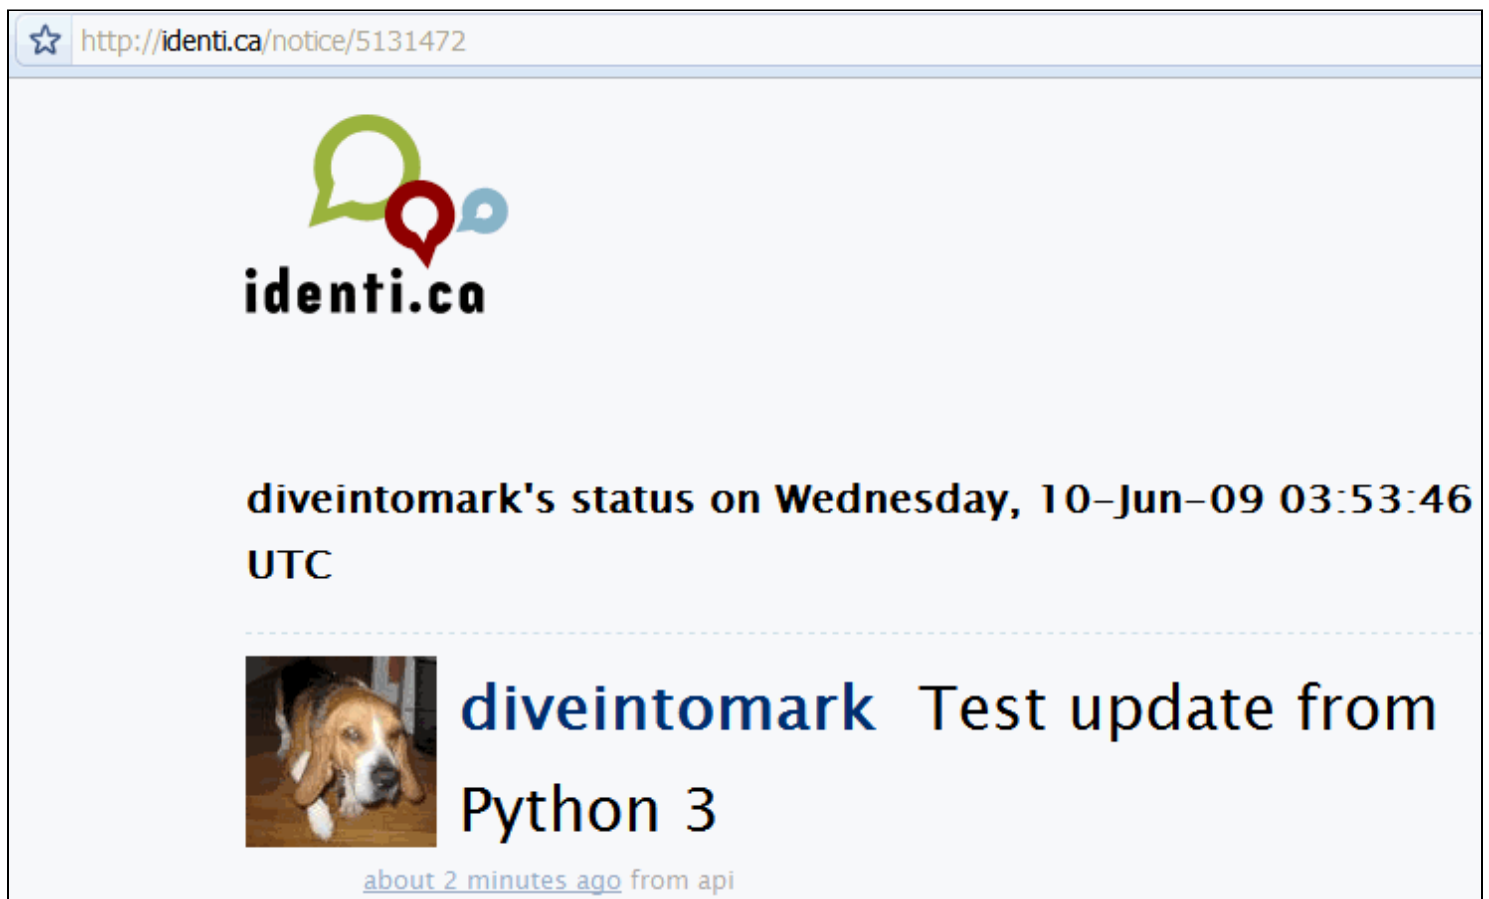 http://identi.ca/notice/5131472
identi.ca
diveintomark's status on Wednesday, 10-Jun-09 03:53:46
UTC
diveintomark Test update from
Python 3
about 2 minutes ago from api